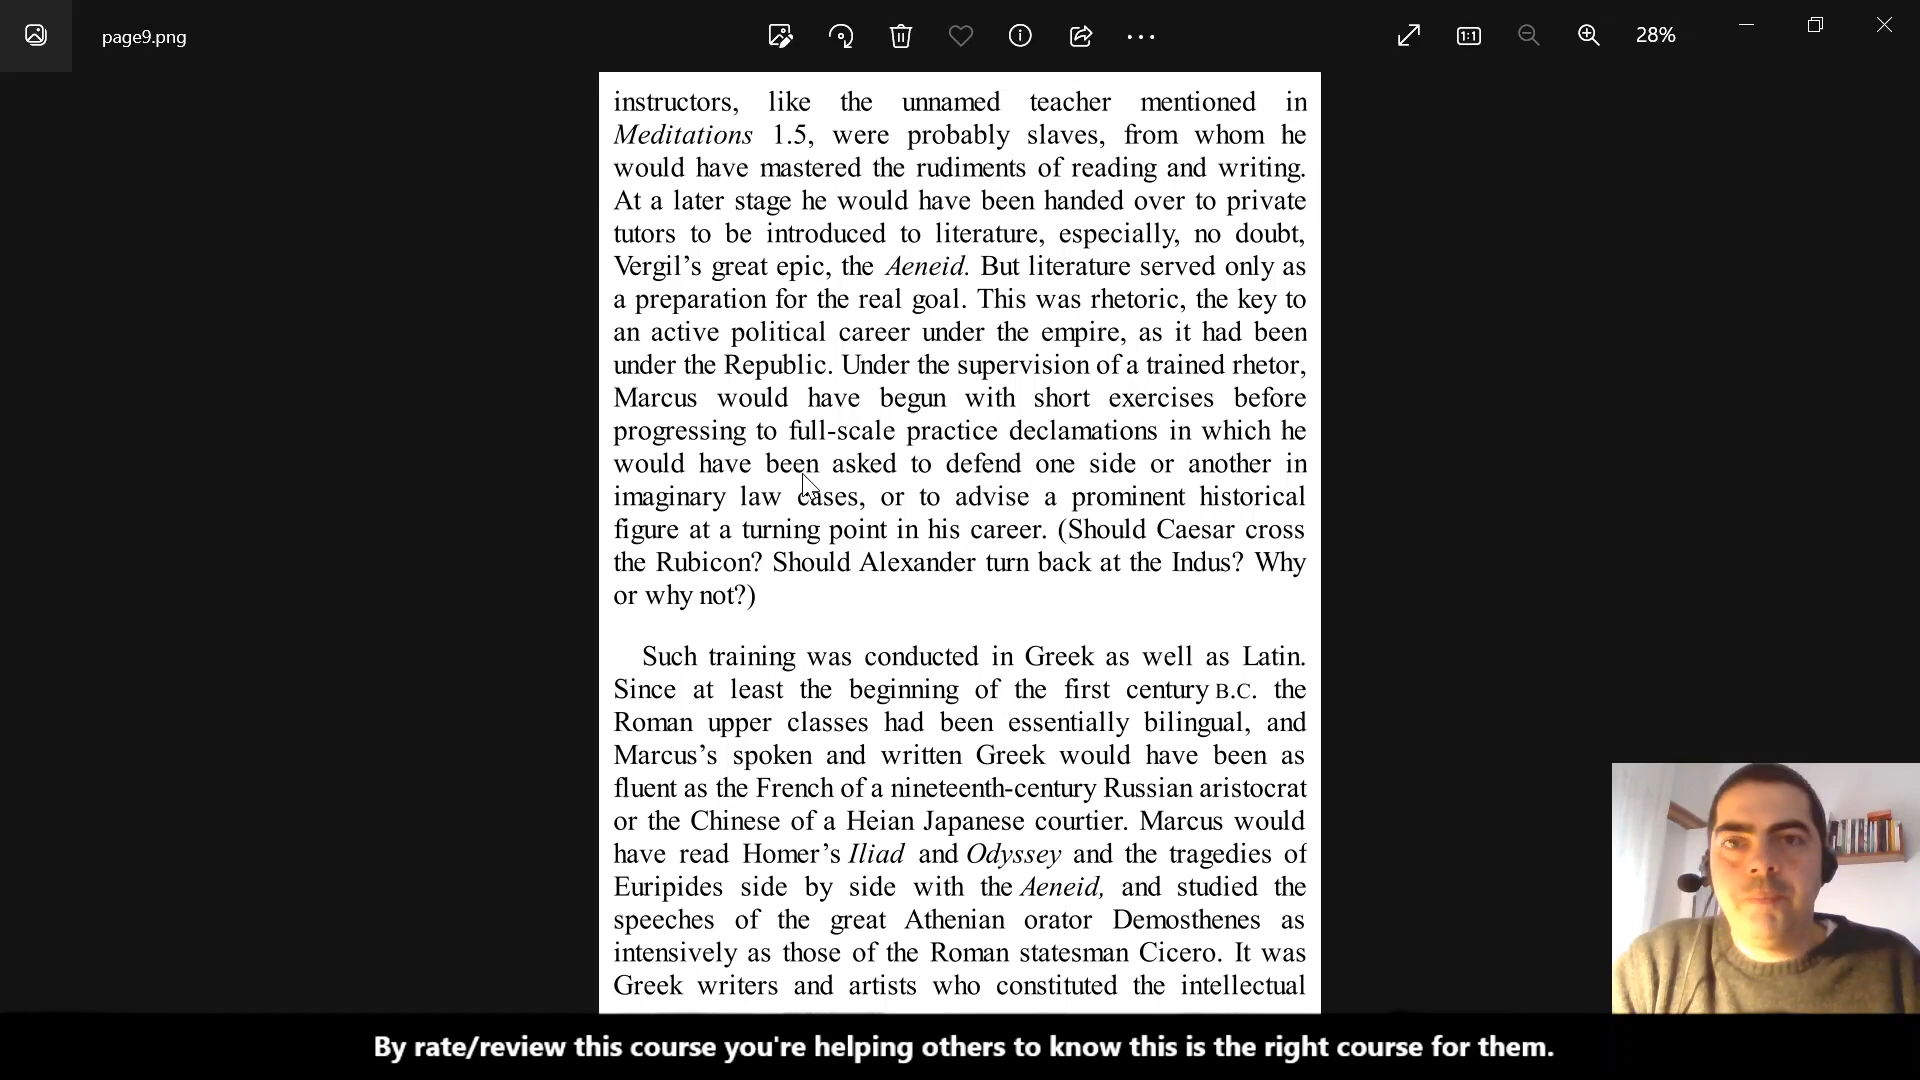 page9.png
28%
instructors, like the unnamed teacher mentioned in
Meditations 1.5, were probably slaves, from whom he
would have mastered the rudiments of reading and writing.
At a later stage he would have been handed over to private
tutors to be introduced to literature, especially, no doubt,
Vergil’s great epic, the Aeneid. But literature served only as
a preparation for the real goal. This was rhetoric, the key to
an active political career under the empire, as it had been
under the Republic. Under the supervision of a trained rhetor,
Marcus would have begun with short exercises before
progressing to full-scale practice declamations in which he
would have been asked to defend one side or another in
imaginary law cases, or to advise a prominent historical
figure at a turning point in his career. (Should Caesar cross
the Rubicon? Should Alexander turn back at the Indus? Why
or why not?)
Such training was conducted in Greek as well as Latin.
Since at least the beginning of the first century B.C. the
Roman upper classes had been essentially bilingual, and
Marcus’s spoken and written Greek would have been as
fluent as the French of a nineteenth-century Russian aristocrat
or the Chinese of a Heian Japanese courtier. Marcus would
have read Homer’s Iliad and Odyssey and the tragedies of
Euripides side by side with the Aeneid, and studied the
speeches of the great Athenian orator Demosthenes as
intensively as those of the Roman statesman Cicero. It was
Greek writers and artists who constituted the intellectual
By rate/review this course you're helping others to know this is the right course for them.